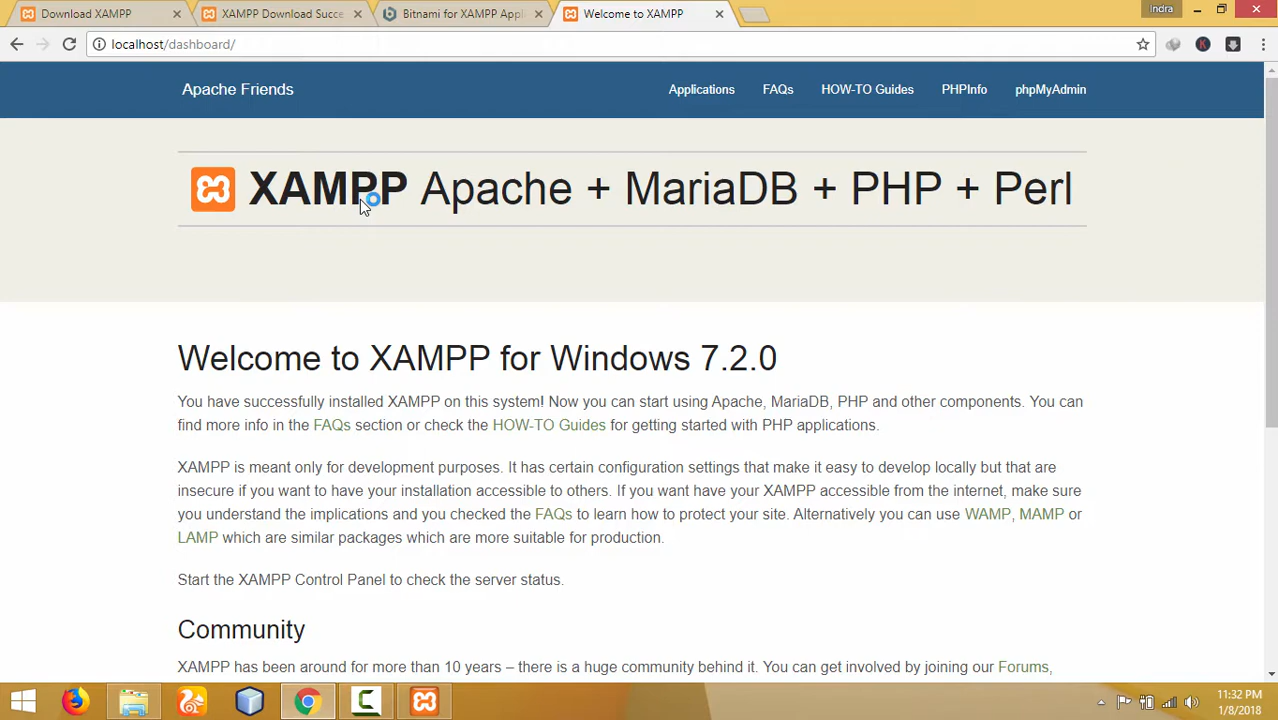 Download XAMPP
XAMPP Download Succe
Bitnami for XAMPP Appl
Welcome to XAMPP
Indra
localhost/dashboard/
Apache Friends
Applications
FAQs
HOW-TO Guides
PHPInfo
phpMyAdmin
XAMPP Apache + MariaDB + PHP + Perl
Welcome to XAMPP for Windows 7.2.0
You have successfully installed XAMPP on this system! Now you can start using Apache, MariaDB, PHP and other components. You can
find more info in the FAQs section or check the HOW-TO Guides for getting started with PHP applications.
XAMPP is meant only for development purposes. It has certain configuration settings that make it easy to develop locally but that are
insecure if you want to have your installation accessible to others. If you want have your XAMPP accessible from the internet, make sure
you understand the implications and you checked the FAQs to learn how to protect your site. Alternatively you can use WAMP, MAMP or
LAMP which are similar packages which are more suitable for production.
Start the XAMPP Control Panel to check the server status.
Community
XAMPP has been around for more than 10 years – there is a huge community behind it. You can get involved by joining our Forums,
11:32 PM
1/8/2018